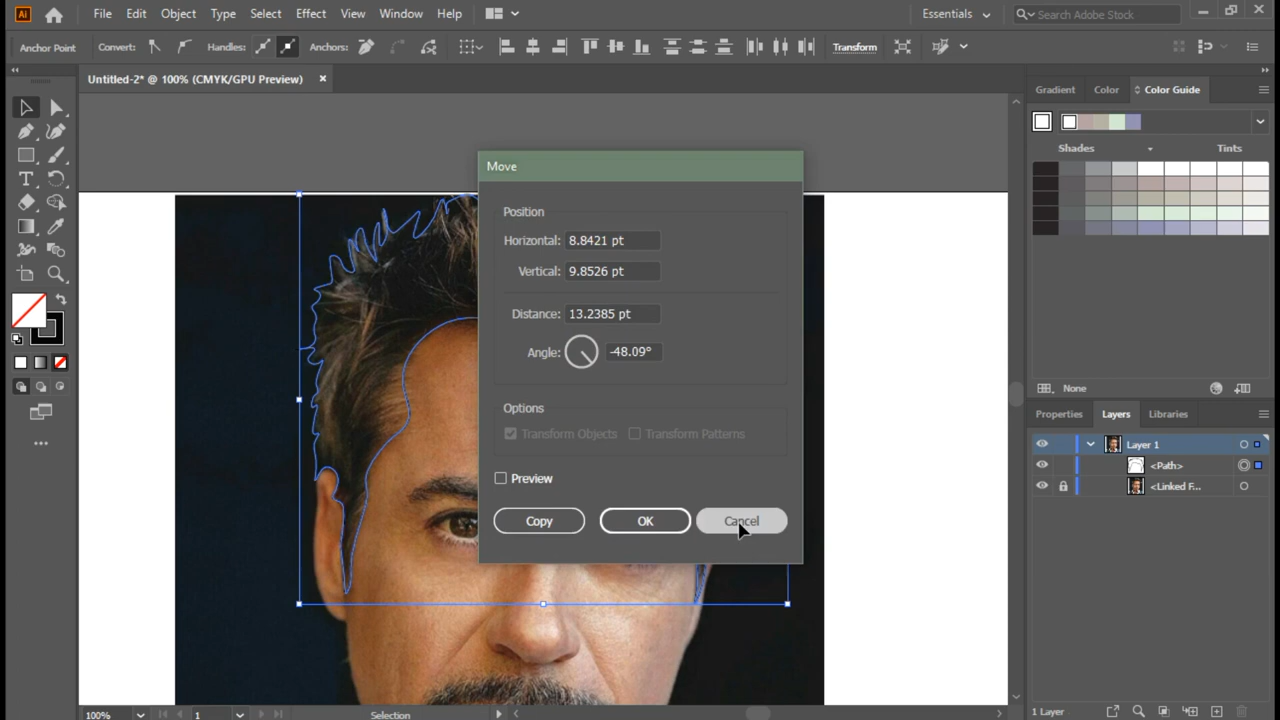 Ai File Edit Object Type Select Effect View Window Help Essentials Search Adobe Stock
Anchor Point Convert: Handles: Anchors: Transform
Untitled-2* @ 100% (CMYK/GPU Preview) ×
Gradient Color Color Guide
Shades Tints
None
Properties Layers Libraries
Layer 1
<Path>
<Linked F...
1 Layer
Move
Position
Horizontal: 8.8421 pt
Vertical: 9.8526 pt
Distance: 13.2385 pt
Angle: -48.09°
Options
Transform Objects Transform Patterns
Preview
Copy OK Cancel
100% 1 Selection